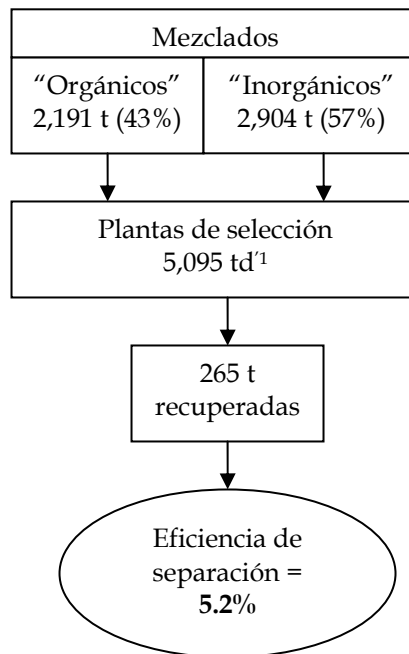 Mezclados
“Orgánicos”
2,191 t (43%)
“Inorgánicos”
2,904 t (57%)
Plantas de selección
5,095 td’1
265 t
recuperadas
Eficiencia de
separación =
5.2%